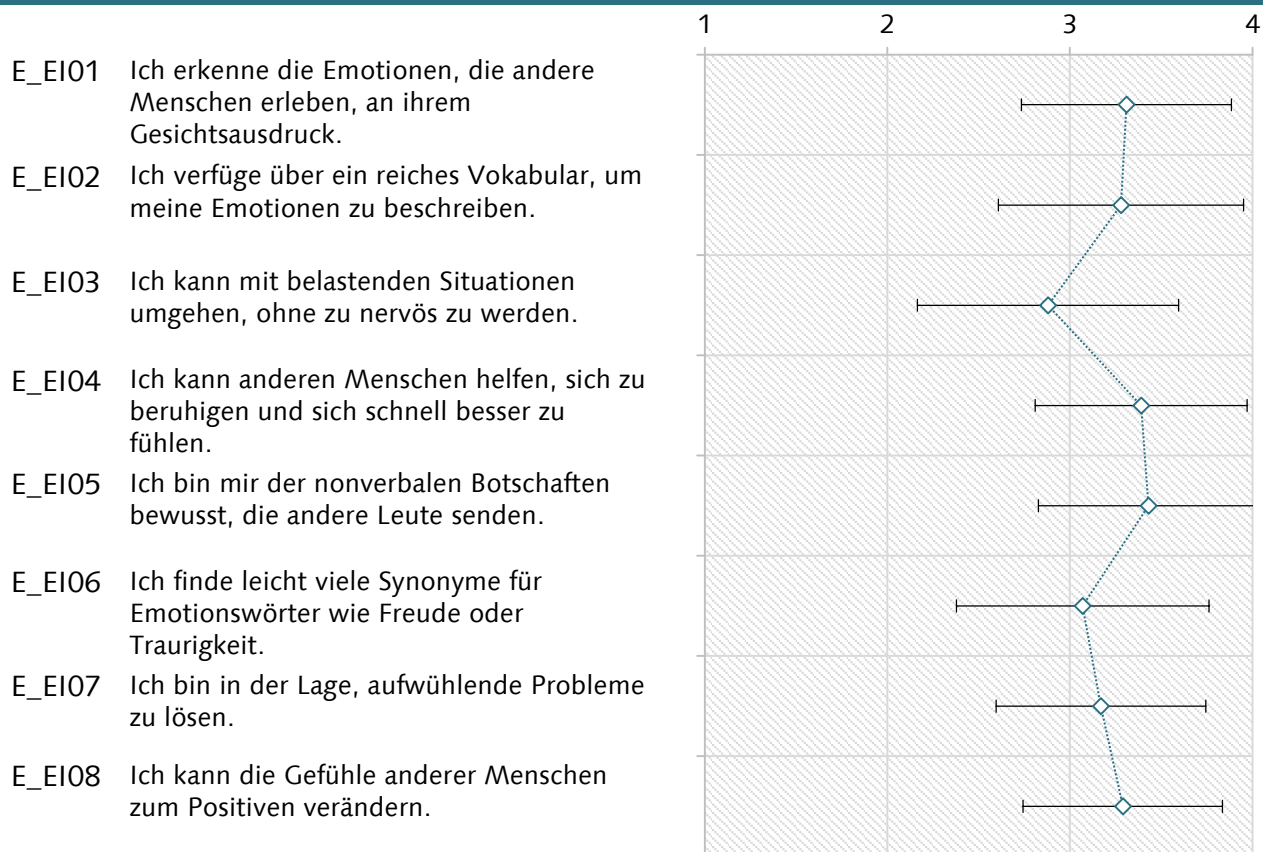 1 2 3 4
E_EI01 Ich erkenne die Emotionen, die andere
Menschen erleben, an ihrem
Gesichtsausdruck.
E_EI02 Ich verfüge über ein reiches Vokabular, um
meine Emotionen zu beschreiben.
E_EI03 Ich kann mit belastenden Situationen
umgehen, ohne zu nervös zu werden.
E_EI04 Ich kann anderen Menschen helfen, sich zu
beruhigen und sich schnell besser zu
fühlen.
E_EI05 Ich bin mir der nonverbalen Botschaften
bewusst, die andere Leute senden.
E_EI06 Ich finde leicht viele Synonyme für
Emotionswörter wie Freude oder
Traurigkeit.
E_EI07 Ich bin in der Lage, aufwühlende Probleme
zu lösen.
E_EI08 Ich kann die Gefühle anderer Menschen
zum Positiven verändern.